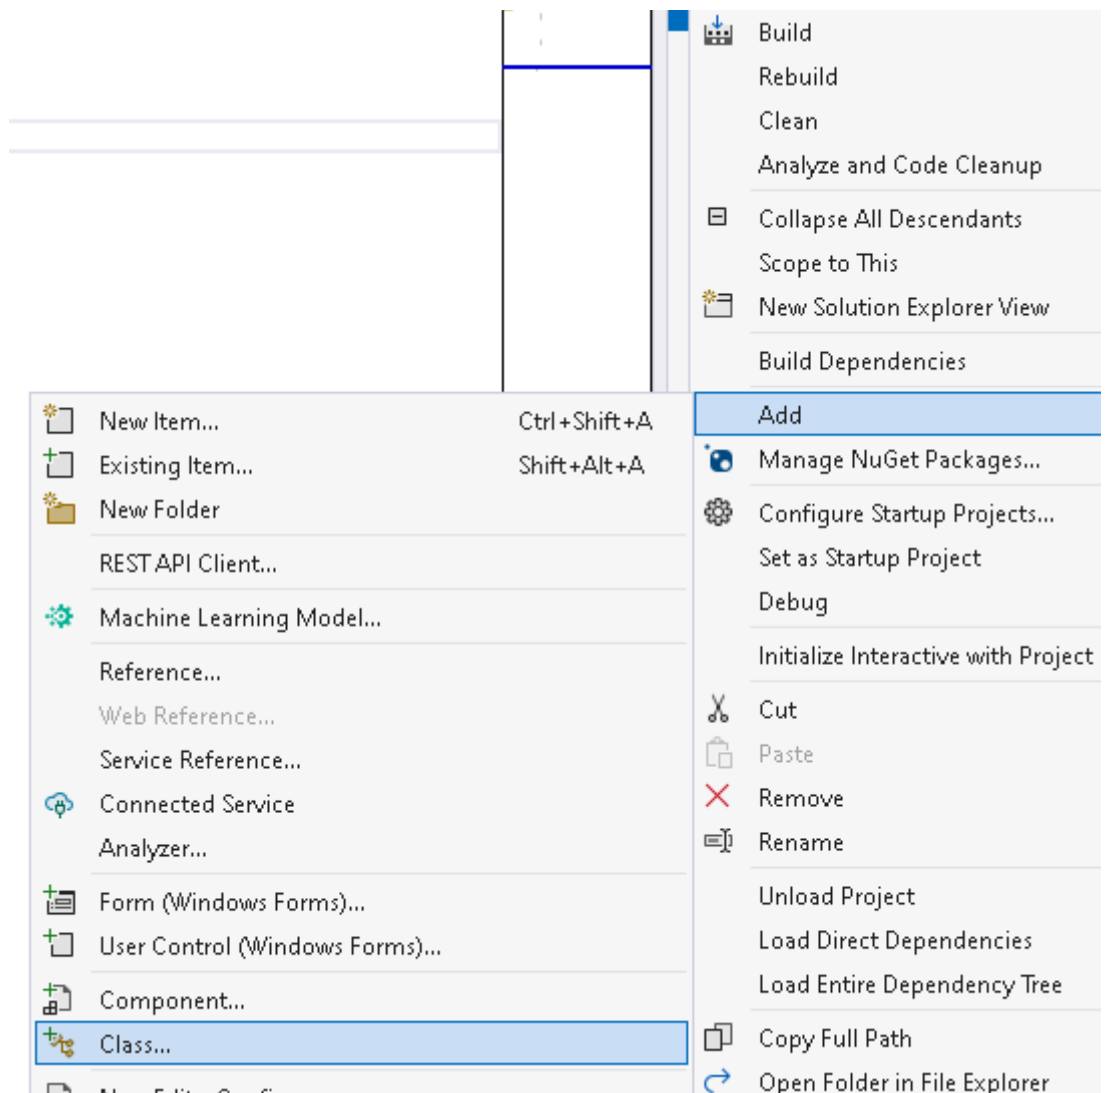 Build
Rebuild
Clean
Analyze and Code Cleanup
Collapse All Descendants
Scope to This
New Solution Explorer View
Build Dependencies
Add
Manage NuGet Packages...
Configure Startup Projects...
Set as Startup Project
Debug
Initialize Interactive with Project
Cut
Paste
Remove
Rename
Unload Project
Load Direct Dependencies
Load Entire Dependency Tree
Copy Full Path
Open Folder in File Explorer
New Item... Ctrl+Shift+A
Existing Item... Shift+Alt+A
New Folder
REST API Client...
Machine Learning Model...
Reference...
Web Reference...
Service Reference...
Connected Service
Analyzer...
Form (Windows Forms)...
User Control (Windows Forms)...
Component...
Class...